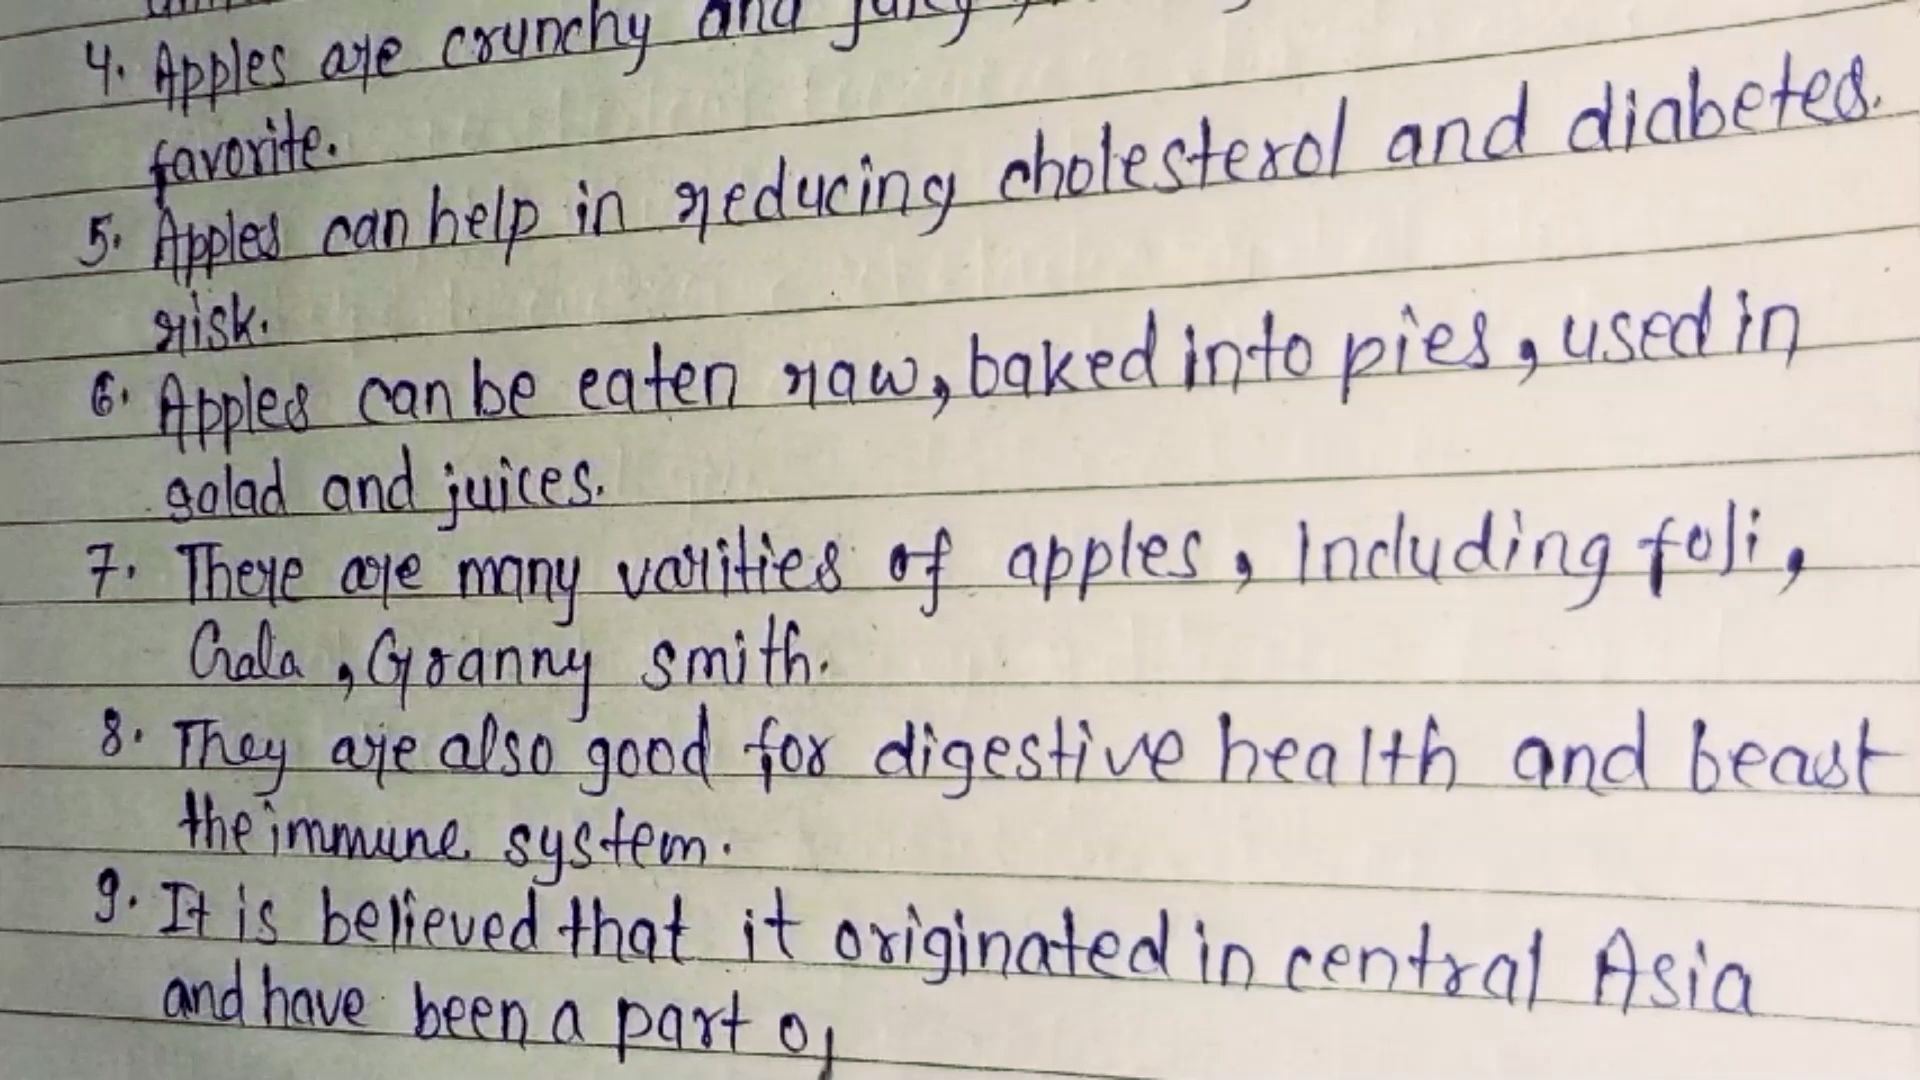 4. Apples are crunchy and juicy,
favorite.
5. Apples can help in reducing cholesterol and diabetes.
risk.
6. Apples can be eaten raw, baked into pies, used in
salad and juices.
7. There are many varities of apples, Including foli,
Gala, Granny smith.
8. They are also good for digestive health and beast
the immune system.
9. It is believed that it originated in central Asia
and have been a part o